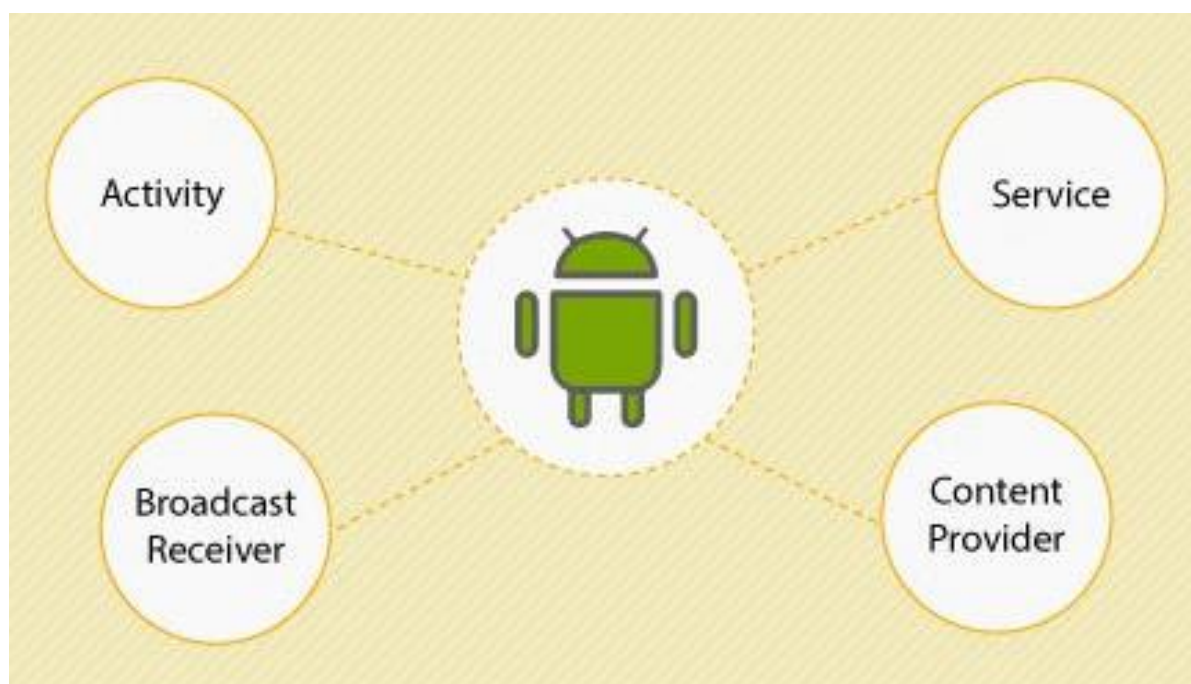 Activity
Service
Broadcast
Receiver
Content
Provider